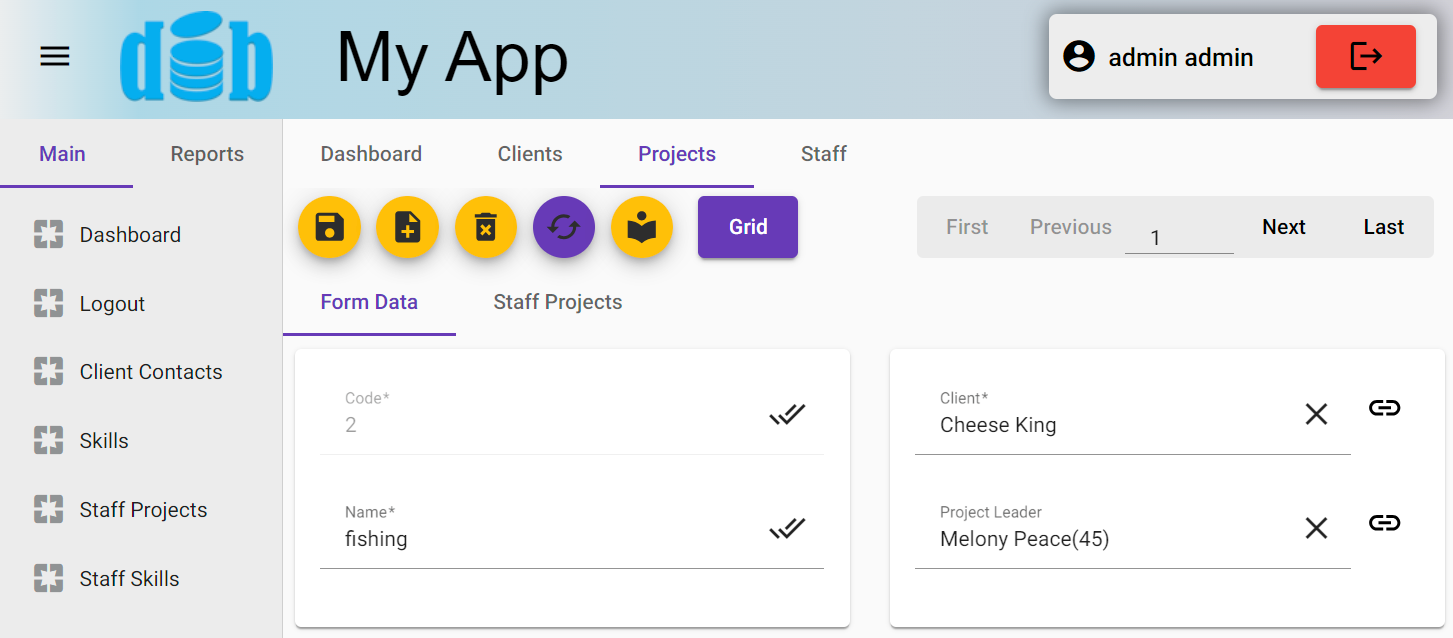 dbb My App admin admin
Main Reports Dashboard Clients Projects Staff
Grid First Previous 1 Next Last
Dashboard
Logout
Client Contacts
Skills
Staff Projects
Staff Skills
Form Data Staff Projects
Code*
2
Name*
fishing
Client*
Cheese King
Project Leader
Melony Peace(45)